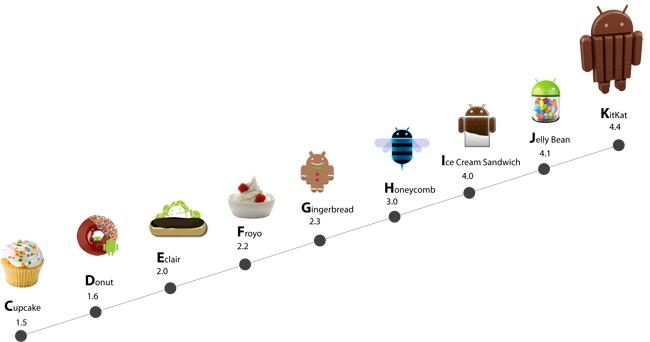 Cupcake
1.5
Donut
1.6
Eclair
2.0
Froyo
2.2
Gingerbread
2.3
Honeycomb
3.0
Ice Cream Sandwich
4.0
Jelly Bean
4.1
KitKat
4.4